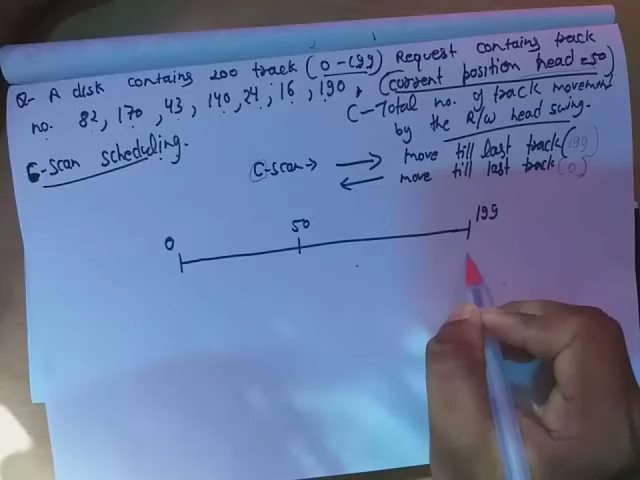 Q- A disk contains 200 track (0-199) Request contains track
no. 82, 170, 43, 140, 24, 16, 190, (current position head = 50)
C-Total no. of track movement
by the R/W head swing.
C-scan scheduling.
C-scan → → move till last track (199)
← move till last track (0)
0 50 199